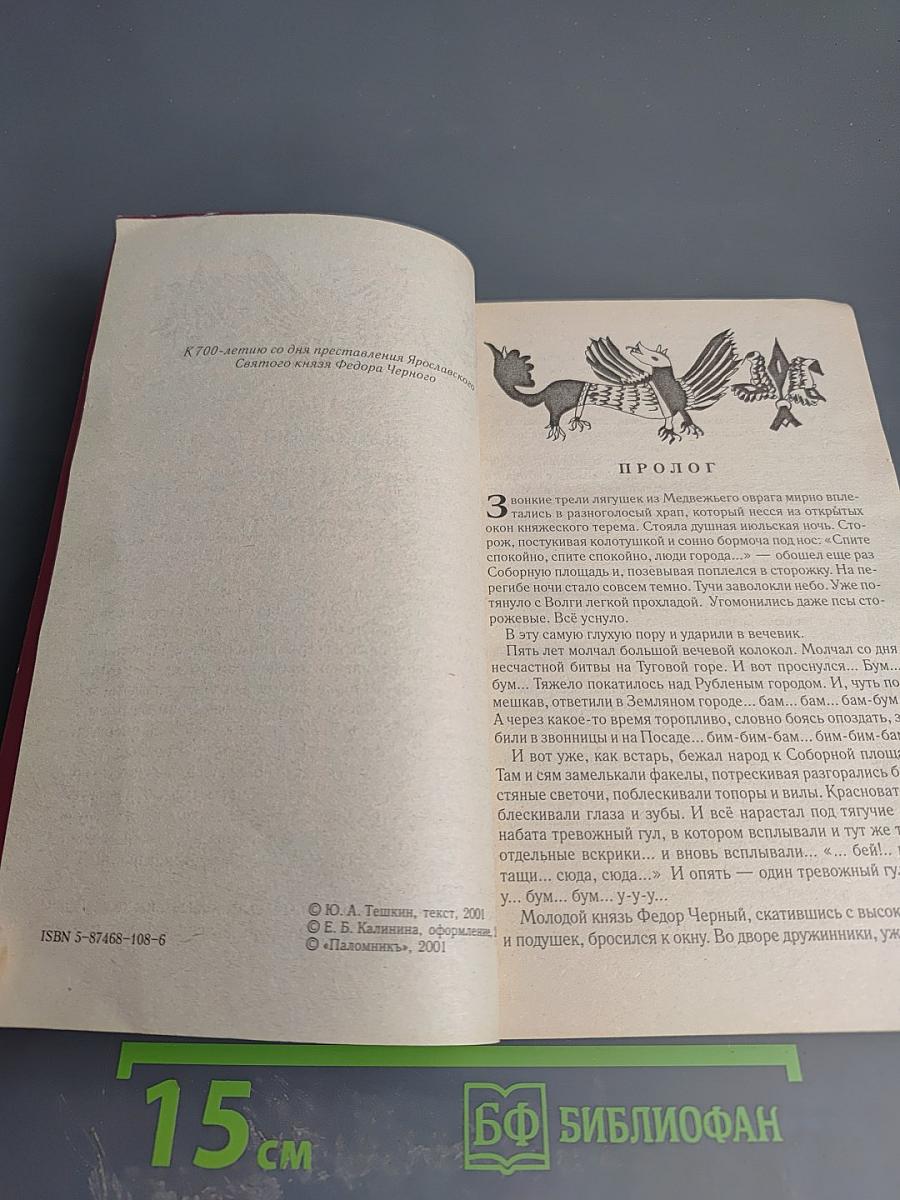 К 700-летию со дня преставления Ярославского
Святого князя Федора Черного
ISBN 5-87468-108-6
© Ю. А. Тешкин, текст, 2001
© Е. Б. Калинина, оформление,
© «Паломникъ», 2001
ПРОЛОГ
Звонкие трели лягушек из Медвежьего оврага мирно впле-
тались в разноголосый храп, который несся из открытых
окон княжеского терема. Стояла душная июльская ночь. Сто-
рож, постукивая колотушкой и сонно бормоча под нос: «Спите
спокойно, спите спокойно, люди города...» — обошел еще раз
Соборную площадь и, позевывая поплелся в сторожку. На пе-
регибе ночи стало совсем темно. Тучи заволокли небо. Уже по-
тянуло с Волги легкой прохладой. Угомонились даже псы сто-
рожевые. Всё уснуло.
В эту самую глухую пору и ударили в вечевик.
Пять лет молчал большой вечевой колокол. Молчал со дня
несчастной битвы на Туговой горе. И вот проснулся... Бум...
бум... Тяжело покатилось над Рубленым городом. И, чуть по
мешкав, ответили в Земляном городе... бам... бам... бам-бум
А через какое-то время торопливо, словно боясь опоздать, з
били в звонницы и на Посаде... бим-бим-бам... бим-бим-бам
И вот уже, как встарь, бежал народ к Соборной площа
Там и сям замелькали факелы, потрескивая разгорались б
стяные светочи, поблескивали топоры и вилы. Красноват
блескивали глаза и зубы. И всё нарастал под тягучие
набата тревожный гул, в котором всплывали и тут же т
отдельные вскрики... и вновь всплывали... «... бей!..
тащи... сюда, сюда...» И опять — один тревожный гу
у... бум... бум... у-у-у...
Молодой князь Федор Черный, скатившись с высок
и подушек, бросился к окну. Во дворе дружинники, уж
15 см
БФ БИБЛИОФАН